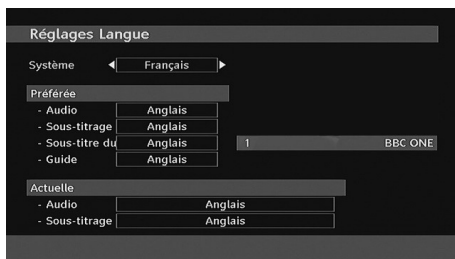 Réglages Langue
Système Français
Préférée
- Audio Anglais
- Sous-titrage Anglais
- Sous-titre du Anglais 1 BBC ONE
- Guide Anglais
Actuelle
- Audio Anglais
- Sous-titrage Anglais